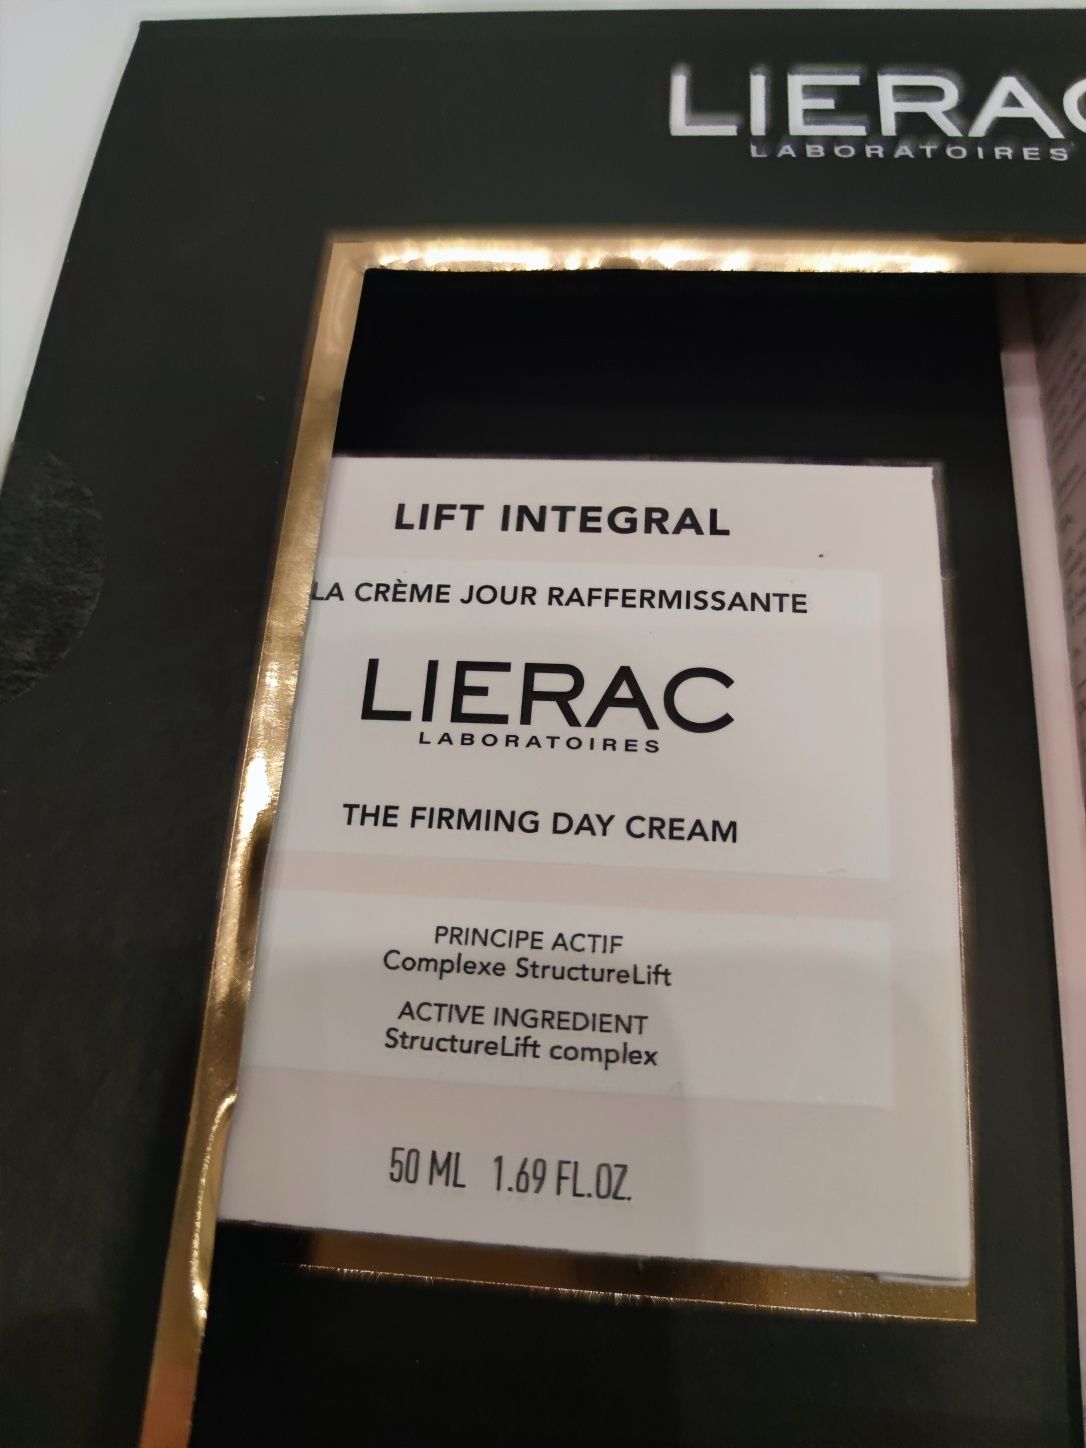 LIERAC
LABORATOIRES
LIFT INTEGRAL
LA CRÈME JOUR RAFFERMISSANTE
LIERAC
LABORATOIRES
THE FIRMING DAY CREAM
PRINCIPE ACTIF
Complexe StructureLift
ACTIVE INGREDIENT
StructureLift complex
50 ML 1.69 FL.OZ.